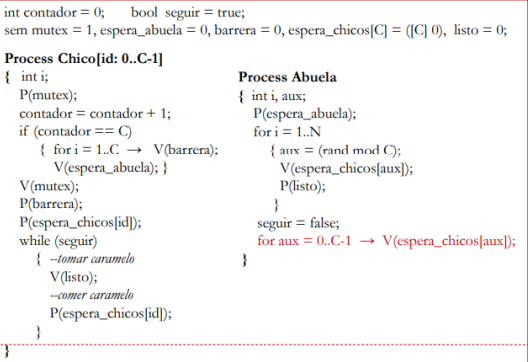 int contador = 0; bool seguir = true;
sem mutex = 1, espera_abuela = 0, barrera = 0, espera_chicos[C] = ([C] 0), listo = 0;
Process Chico[id: 0..C-1]
{ int i;
P(mutex);
contador = contador + 1;
if (contador == C)
{ for i = 1..C → V(barrera);
V(espera_abuela); }
V(mutex);
P(barrera);
P(espera_chicos[id]);
while (seguir)
{ --tomar caramelo
V(listo);
--comer caramelo
P(espera_chicos[id]);
}
}
Process Abuela
{ int i, aux;
P(espera_abuela);
for i = 1..N
{ aux = (rand mod C);
V(espera_chicos[aux]);
P(listo);
}
seguir = false;
for aux = 0..C-1 → V(espera_chicos[aux]);
}